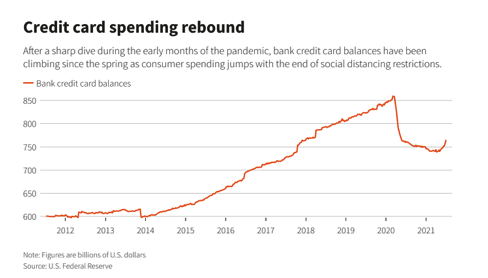 Credit card spending rebound
After a sharp dive during the early months of the pandemic, bank credit card balances have been
climbing since the spring as consumer spending jumps with the end of social distancing restrictions.
Bank credit card balances
850
800
750
700
650
600
2012 2013 2014 2015 2016 2017 2018 2019 2020 2021
Note: Figures are billions of U.S. dollars
Source: U.S. Federal Reserve